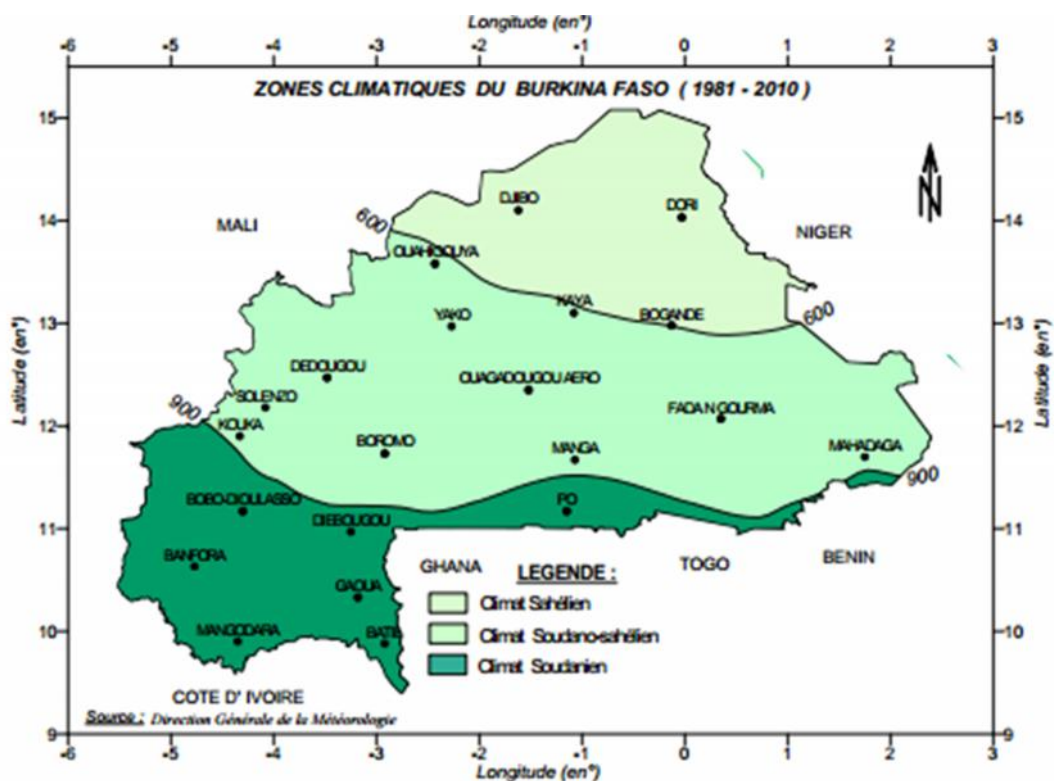 Longitude (en°)
-6 -5 -4 -3 -2 -1 0 1 2 3
ZONES CLIMATIQUES DU BURKINA FASO ( 1981 - 2010 )
15 15
DJIBO
DORI
14 14
MALI
600
NIGER
OUAHIGOUYA
KAYA
YAKO
BOGANDE
600
13 13
Latitude (en°)
Latitude (en°)
DEDOUGOU
OUAGADOUGOU AERO
SOLENZO
900
FADA N GOURMA
12 12
KOUKA
BOROMO
MANGA
MAHADAGA
900
BOBO-DIOULASSO
PO
DIEBOUGOU
11 11
BANFORA
GHANA
TOGO
BENIN
LEGENDE :
GAOUA
Climat Sahélien
MANGODARA
BATIE
Climat Soudano-sahélien
10 10
Climat Soudanien
COTE D' IVOIRE
Source : Direction Générale de la Météorologie
9 9
-6 -5 -4 -3 -2 -1 0 1 2 3
Longitude (en°)
N